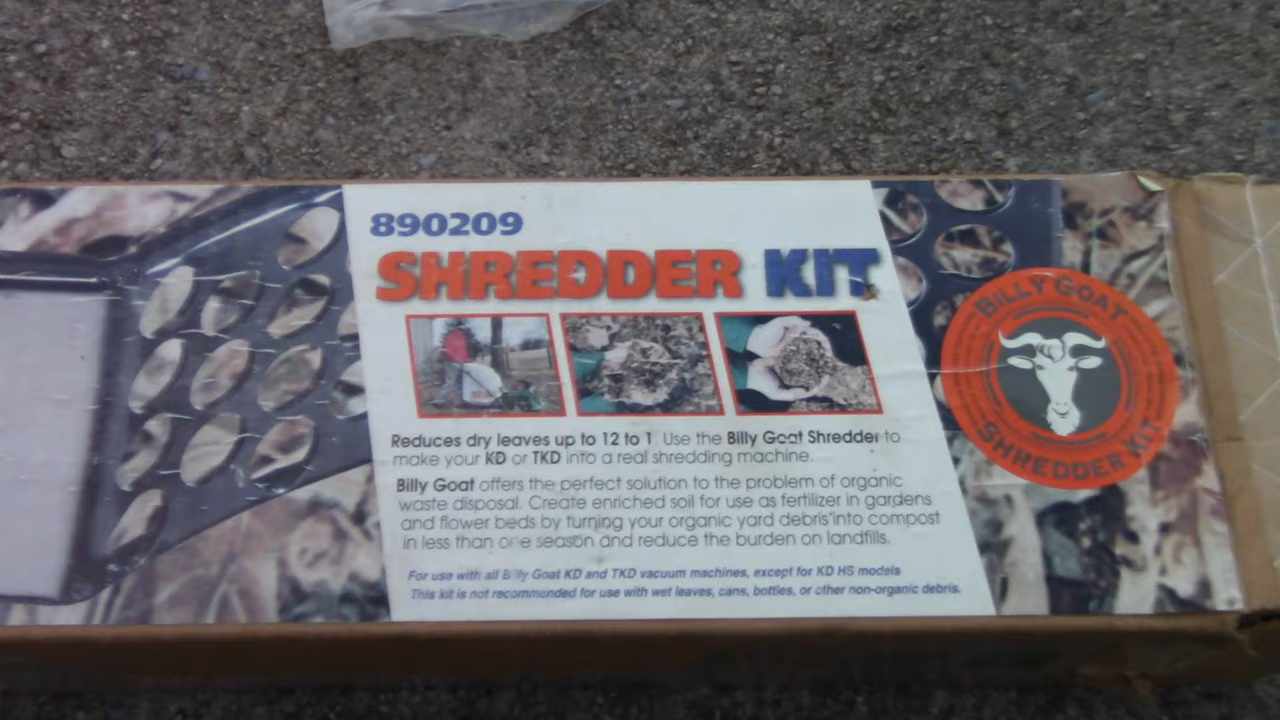 890209
SHREDDER KIT
Reduces dry leaves up to 12 to 1. Use the Billy Goat Shredder to
make your KD or TKD into a real shredding machine.
Billy Goat offers the perfect solution to the problem of organic
waste disposal. Create enriched soil for use as fertilizer in gardens
and flower beds by turning your organic yard debris into compost
in less than one season and reduce the burden on landfills.
For use with all Billy Goat KD and TKD vacuum machines, except for KD HS models
This kit is not recommended for use with wet leaves, cans, bottles, or other non-organic debris.
BILLY GOAT
SHREDDER KIT